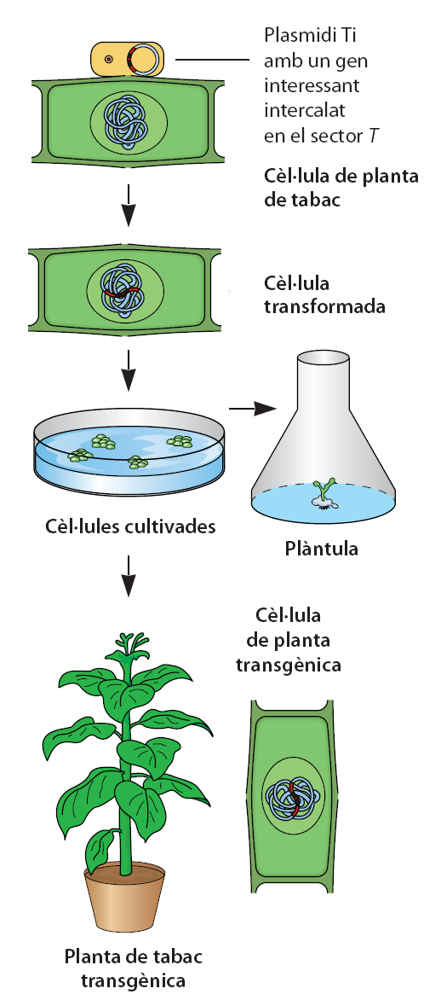 Plasmidi Ti
amb un gen
interessant
intercalat
en el sector T
Cèl·lula de planta
de tabac
Cèl·lula
transformada
Cèl·lules cultivades
Plàntula
Cèl·lula
de planta
transgènica
Planta de tabac
transgènica